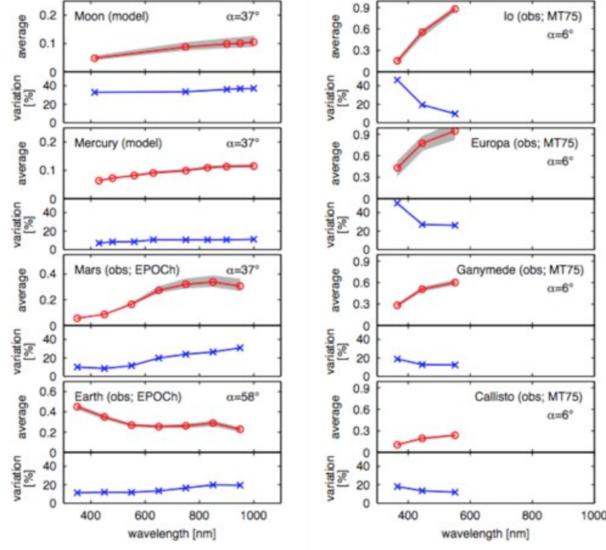 Moon (model) α=37°
average
0.2
0.1
0
variation
[%]
40
20
0
Mercury (model) α=37°
average
0.2
0.1
0
variation
[%]
40
20
0
Mars (obs; EPOCh) α=37°
average
0.4
0.2
0
variation
[%]
40
20
0
Earth (obs; EPOCh) α=58°
average
0.6
0.4
0.2
0
variation
[%]
40
20
0
400 600 800 1000
wavelength [nm]
Io (obs; MT75)
α=6°
average
0.9
0.6
0.3
0
variation
[%]
40
20
0
Europa (obs; MT75)
α=6°
average
0.9
0.6
0.3
0
variation
[%]
40
20
0
Ganymede (obs; MT75)
α=6°
average
0.9
0.6
0.3
0
variation
[%]
40
20
0
Callisto (obs; MT75)
α=6°
average
0.9
0.6
0.3
0
variation
[%]
40
20
0
400 600 800 1000
wavelength [nm]